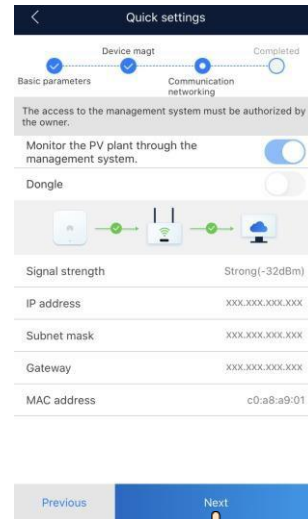 Quick settings
Device magt
Completed
Basic parameters
Communication
networking
The access to the management system must be authorized by
the owner.
Monitor the PV plant through the
management system.
Dongle
Signal strength Strong(-32dBm)
IP address xxx.xxx.xxx.xxx
Subnet mask xxx.xxx.xxx.xxx
Gateway xxx.xxx.xxx.xxx
MAC address c0:a8:a9:01
Previous Next